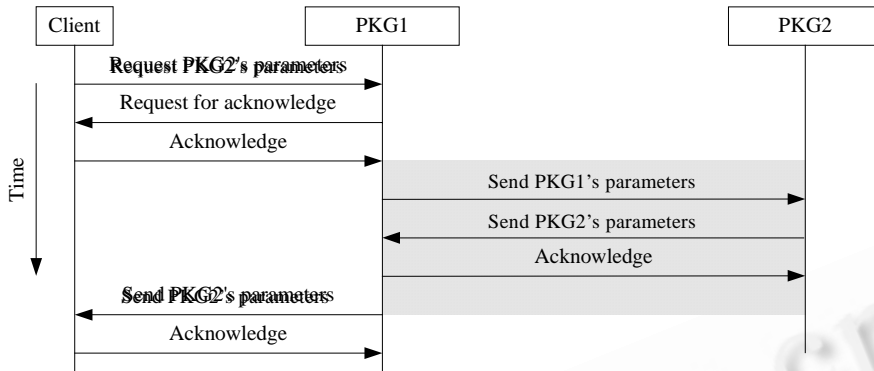 Client
PKG1
PKG2
Request PKG2's parameters
Request for acknowledge
Acknowledge
Time
Send PKG1's parameters
Send PKG2's parameters
Acknowledge
Send PKG2's parameters
Acknowledge